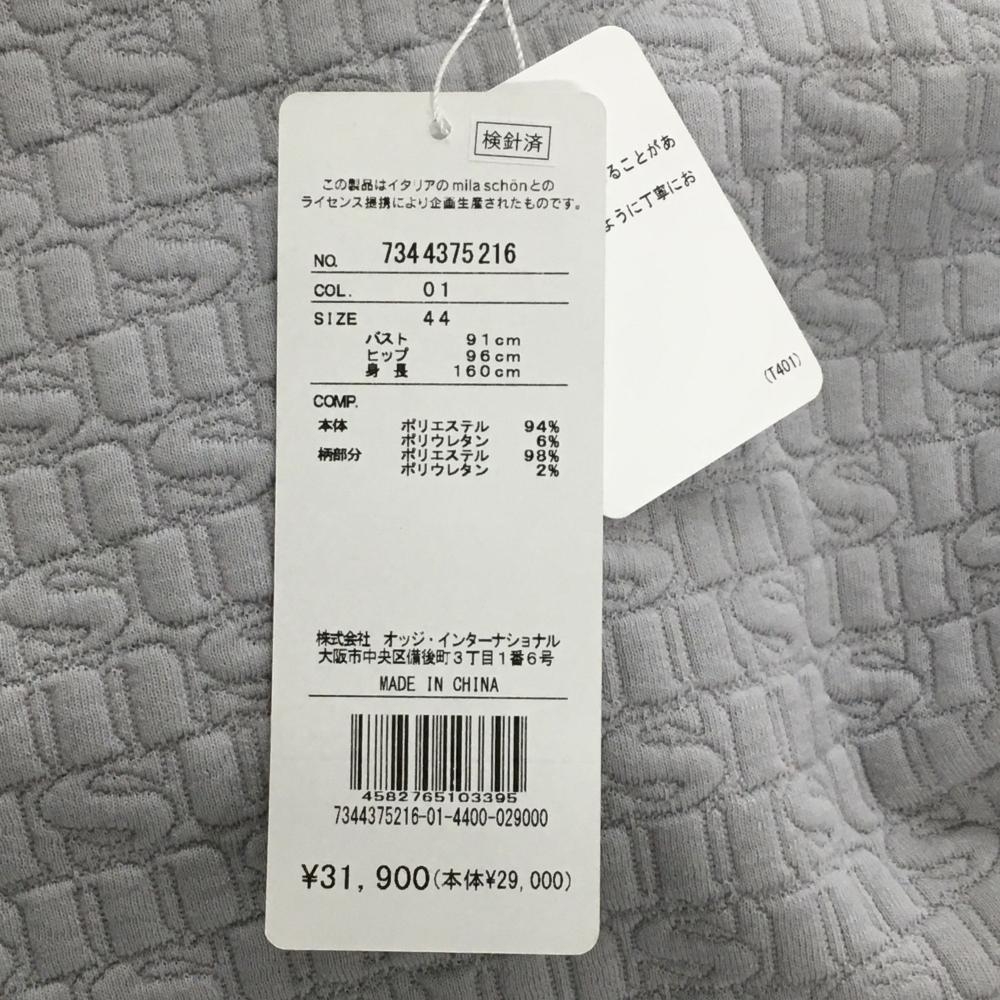 検針済
この製品はイタリアのmila schönとの
ライセンス提携により企画生産されたものです。
NO. 7344375216
COL. 01
SIZE 44
バスト 91cm
ヒップ 96cm
身長 160cm
COMP.
本体 ポリエステル 94%
ポリウレタン 6%
柄部分 ポリエステル 98%
ポリウレタン 2%
株式会社 オッジ・インターナショナル
大阪市中央区備後町3丁目1番6号
MADE IN CHINA
4582765103395
7344375216-01-4400-029000
¥31,900(本体¥29,000)
ることがあ
ように丁寧にお
(T401)